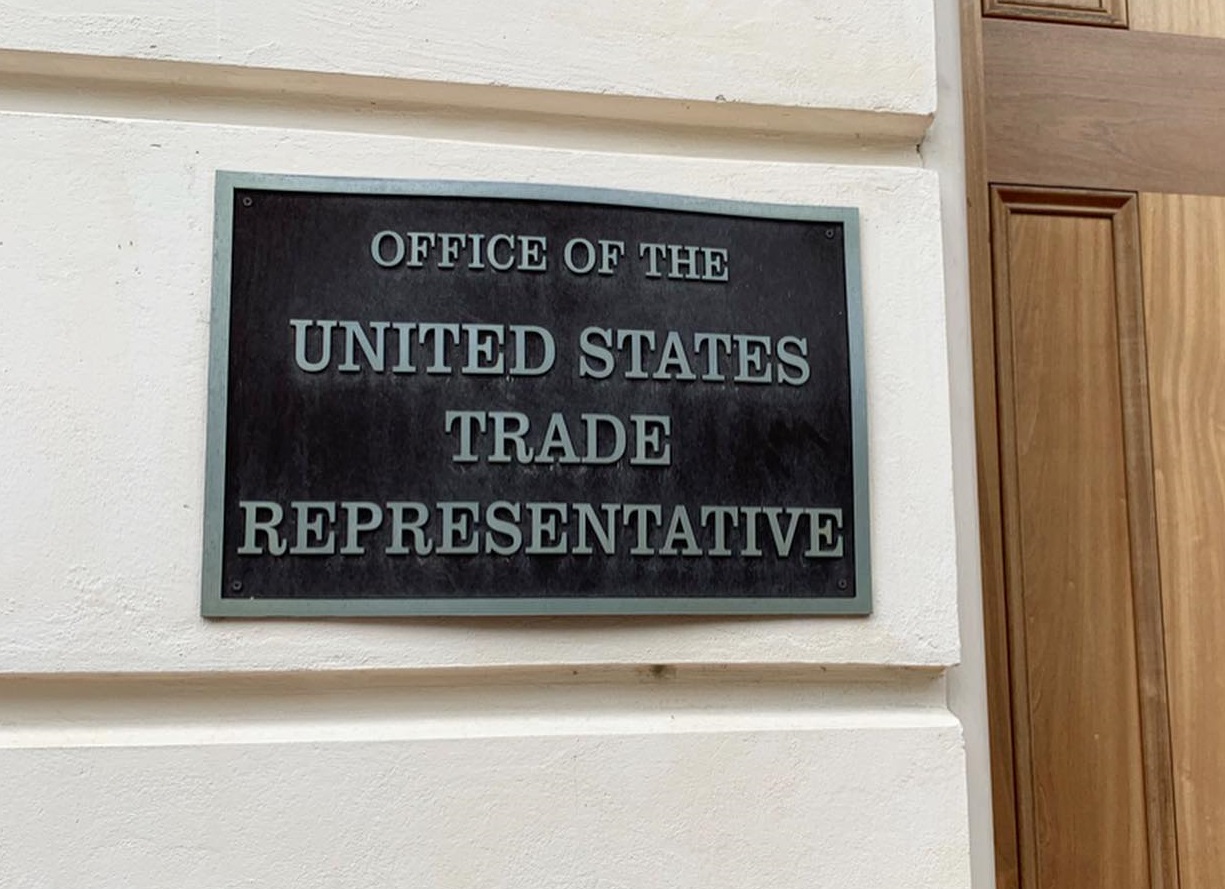 OFFICE OF THE
UNITED STATES
TRADE
REPRESENTATIVE